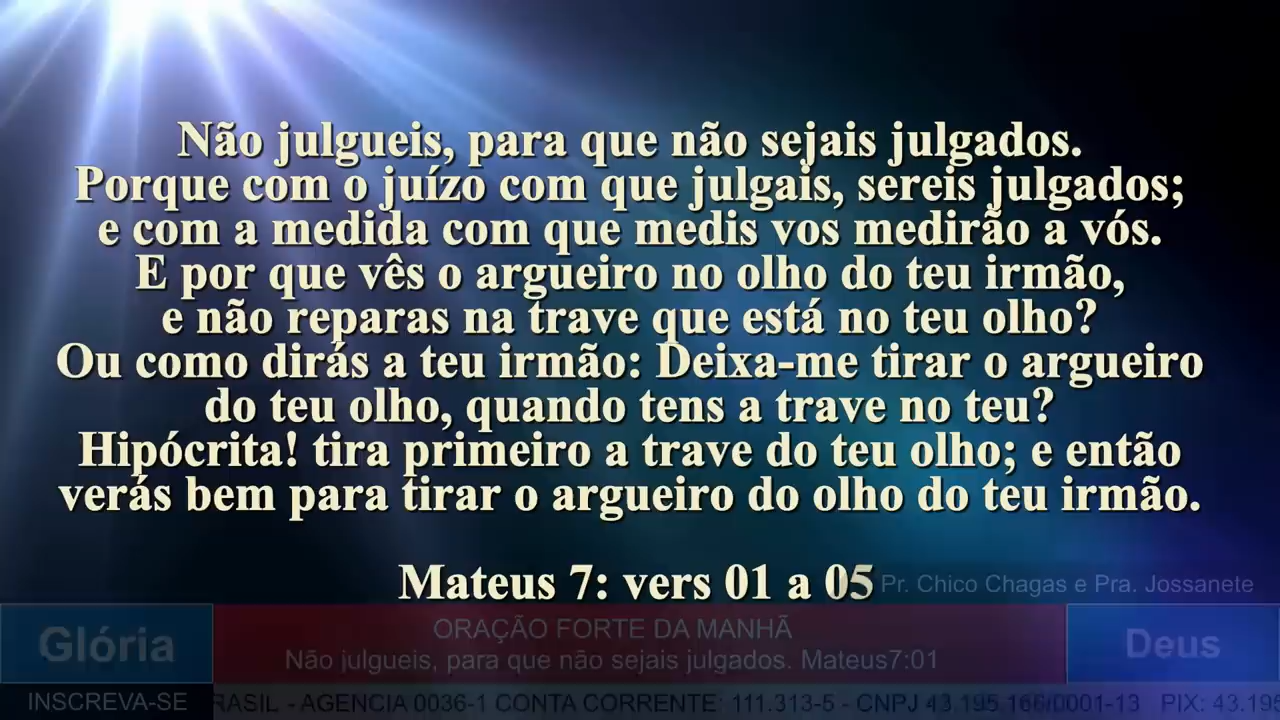 Não julgueis, para que não sejais julgados.
Porque com o juízo com que julgais, sereis julgados;
e com a medida com que medis vos medirão a vós.
E por que vês o argueiro no olho do teu irmão,
e não reparas na trave que está no teu olho?
Ou como dirás a teu irmão: Deixa-me tirar o argueiro
do teu olho, quando tens a trave no teu?
Hipócrita! tira primeiro a trave do teu olho; e então
verás bem para tirar o argueiro do olho do teu irmão.
Mateus 7: vers 01 a 05
Pr. Chico Chagas e Pra. Jossanete
Glória
ORAÇÃO FORTE DA MANHÃ
Não julgueis, para que não sejais julgados. Mateus7:01
Deus
INSCREVA-SE
RASIL - AGENCIA 0036-1 CONTA CORRENTE: 111.313-5 - CNPJ 43.195.166/0001-13 PIX: 43.195